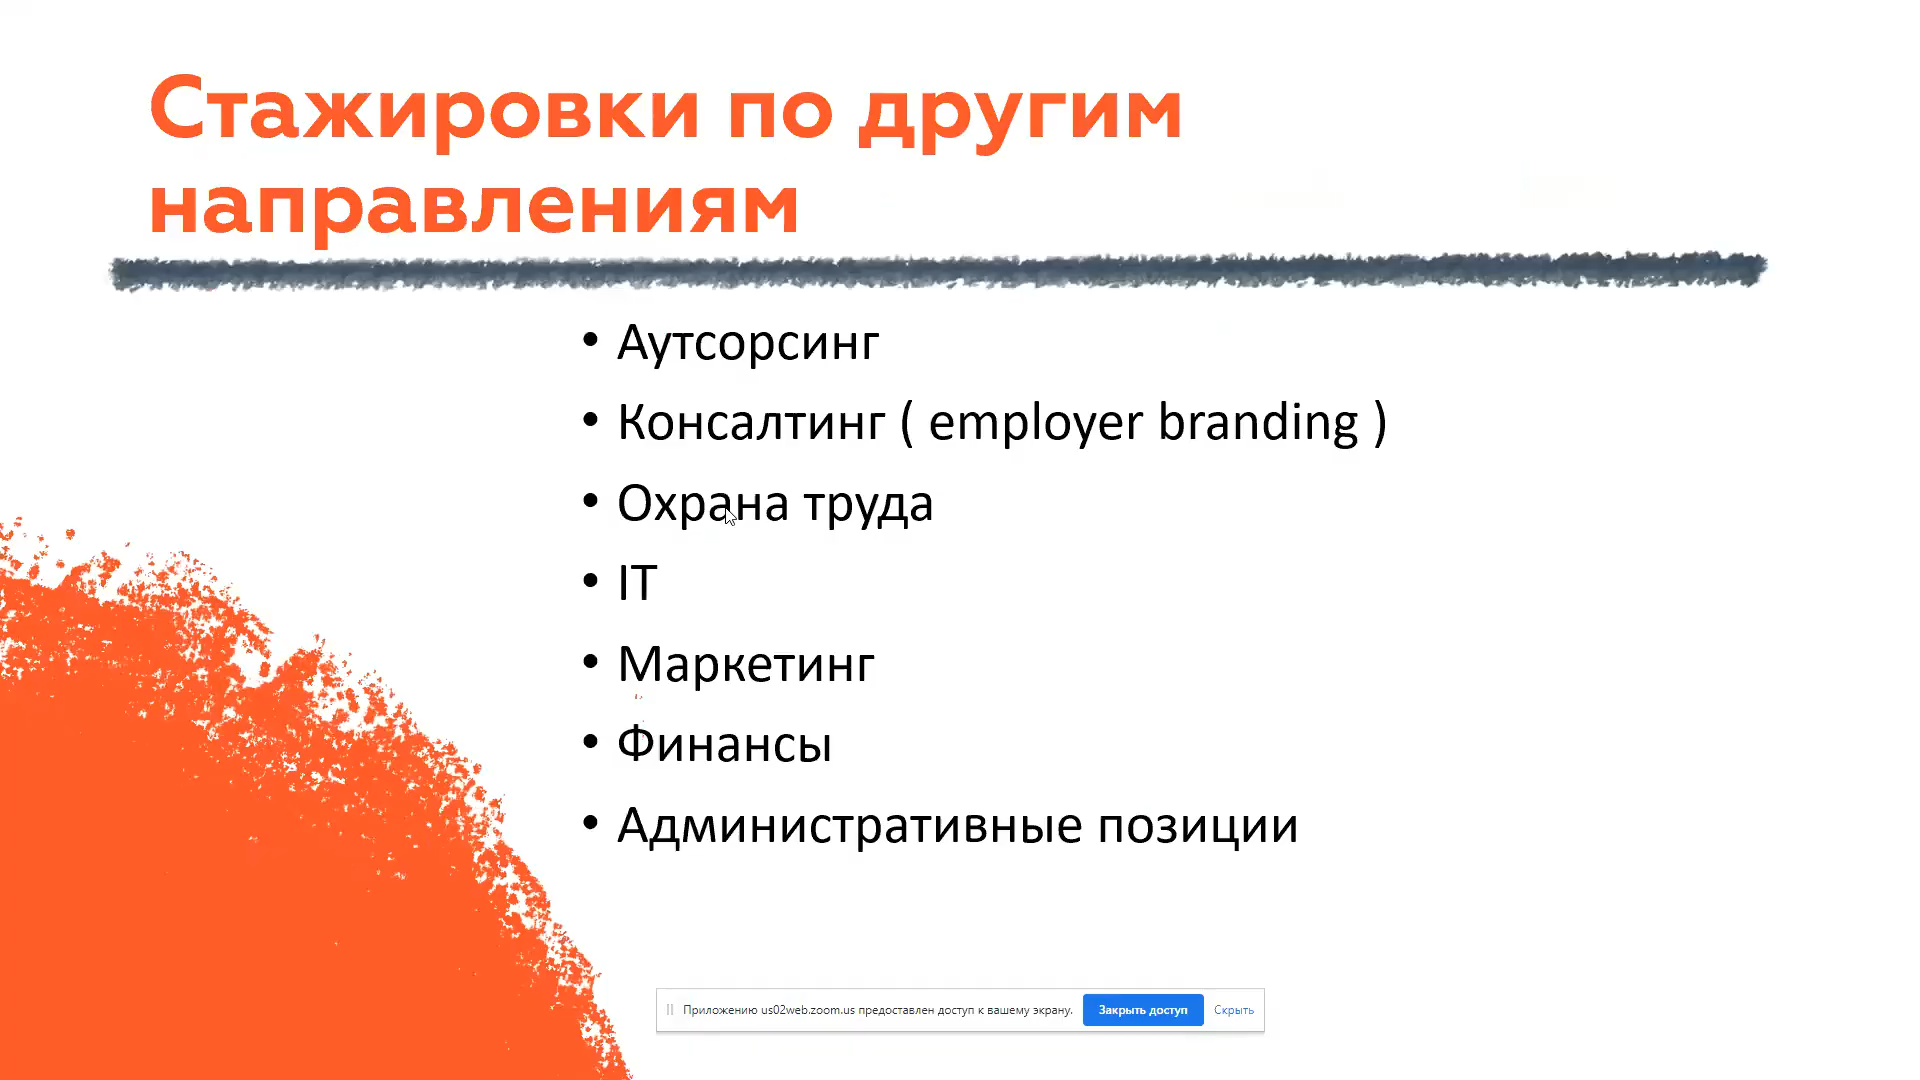 Стажировки по другим
направлениям
• Аутсорсинг
• Консалтинг ( employer branding )
• Охрана труда
• IT
• Маркетинг
• Финансы
• Административные позиции
Приложению us02web.zoom.us предоставлен доступ к вашему экрану. Закрыть доступ Скрыть